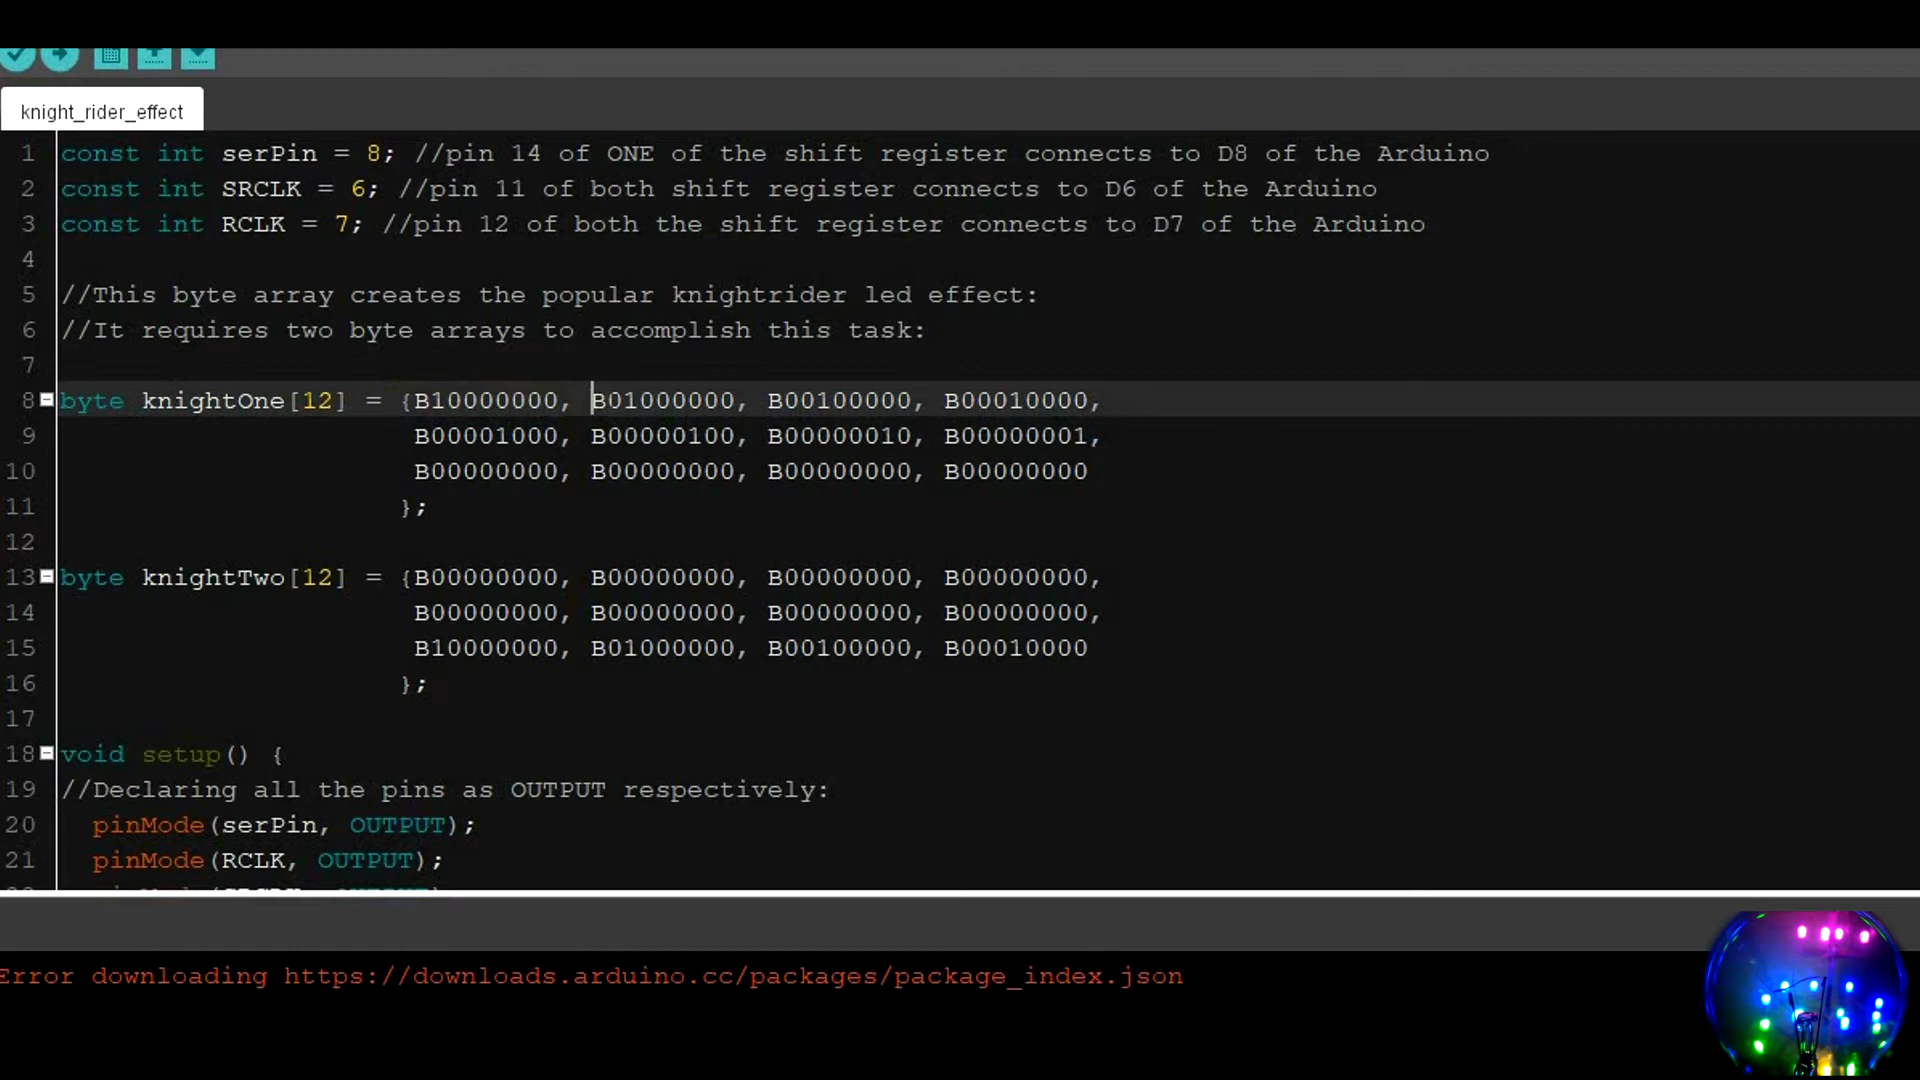 knight_rider_effect
1 const int serPin = 8; //pin 14 of ONE of the shift register connects to D8 of the Arduino
2 const int SRCLK = 6; //pin 11 of both shift register connects to D6 of the Arduino
3 const int RCLK = 7; //pin 12 of both the shift register connects to D7 of the Arduino
4
5 //This byte array creates the popular knightrider led effect:
6 //It requires two byte arrays to accomplish this task:
7
8 byte knightOne[12] = {B10000000, B01000000, B00100000, B00010000,
9 B00001000, B00000100, B00000010, B00000001,
10 B00000000, B00000000, B00000000, B00000000
11 };
12
13 byte knightTwo[12] = {B00000000, B00000000, B00000000, B00000000,
14 B00000000, B00000000, B00000000, B00000000,
15 B10000000, B01000000, B00100000, B00010000
16 };
17
18 void setup() {
19 //Declaring all the pins as OUTPUT respectively:
20 pinMode(serPin, OUTPUT);
21 pinMode(RCLK, OUTPUT);
Error downloading https://downloads.arduino.cc/packages/package_index.json